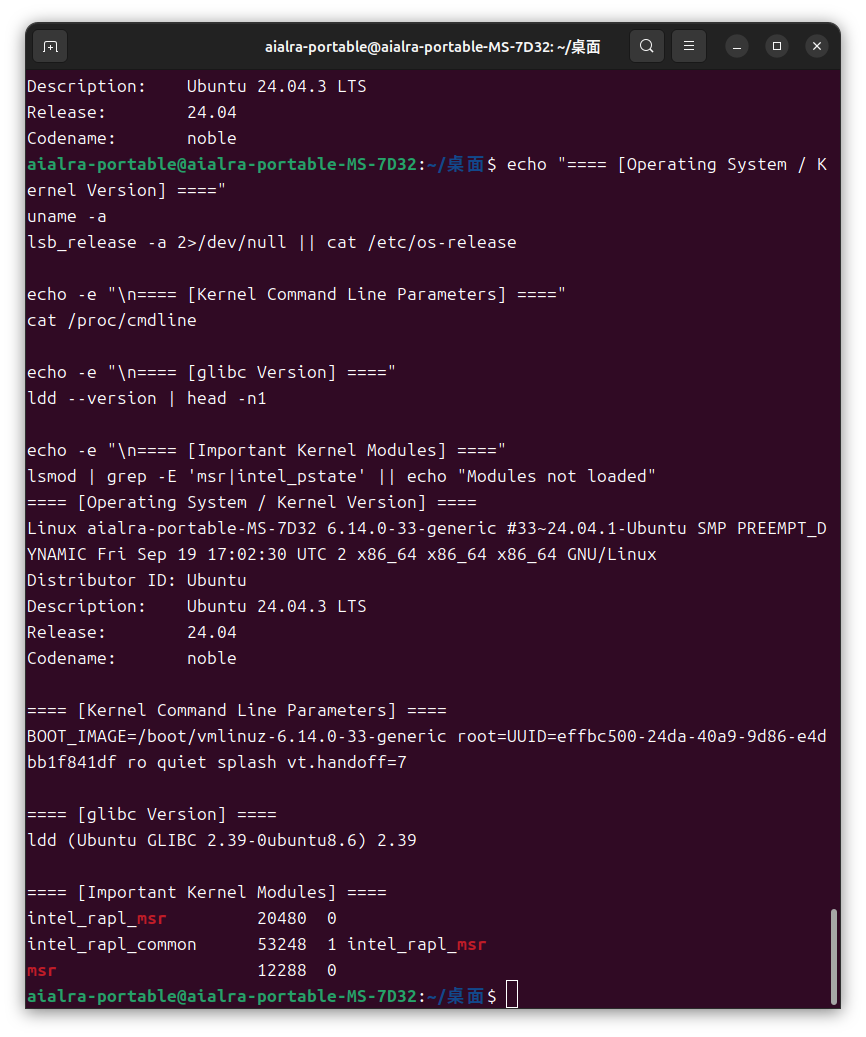 aialra-portable@aialra-portable-MS-7D32: ~/桌面
Description:    Ubuntu 24.04.3 LTS
Release:        24.04
Codename:       noble
aialra-portable@aialra-portable-MS-7D32:~/桌面$ echo "==== [Operating System / K
ernel Version] ===="
uname -a
lsb_release -a 2>/dev/null || cat /etc/os-release

echo -e "\n==== [Kernel Command Line Parameters] ===="
cat /proc/cmdline

echo -e "\n==== [glibc Version] ===="
ldd --version | head -n1

echo -e "\n==== [Important Kernel Modules] ===="
lsmod | grep -E 'msr|intel_pstate' || echo "Modules not loaded"
==== [Operating System / Kernel Version] ====
Linux aialra-portable-MS-7D32 6.14.0-33-generic #33~24.04.1-Ubuntu SMP PREEMPT_D
YNAMIC Fri Sep 19 17:02:30 UTC 2 x86_64 x86_64 x86_64 GNU/Linux
Distributor ID: Ubuntu
Description:    Ubuntu 24.04.3 LTS
Release:        24.04
Codename:       noble

==== [Kernel Command Line Parameters] ====
BOOT_IMAGE=/boot/vmlinuz-6.14.0-33-generic root=UUID=effbc500-24da-40a9-9d86-e4d
bb1f841df ro quiet splash vt.handoff=7

==== [glibc Version] ====
ldd (Ubuntu GLIBC 2.39-0ubuntu8.6) 2.39

==== [Important Kernel Modules] ====
intel_rapl_msr         20480  0
intel_rapl_common      53248  1 intel_rapl_msr
msr                    12288  0
aialra-portable@aialra-portable-MS-7D32:~/桌面$